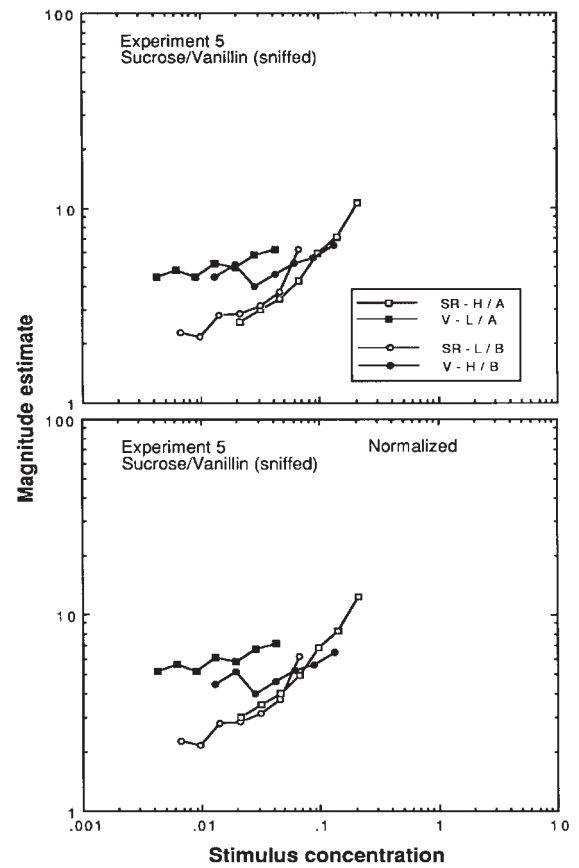 100
Experiment 5
Sucrose/Vanillin (sniffed)
10
SR - H / A
V - L / A
SR - L / B
V - H / B
1
Magnitude estimate
100
Experiment 5 Normalized
Sucrose/Vanillin (sniffed)
10
1
.001 .01 .1 1 10
Stimulus concentration